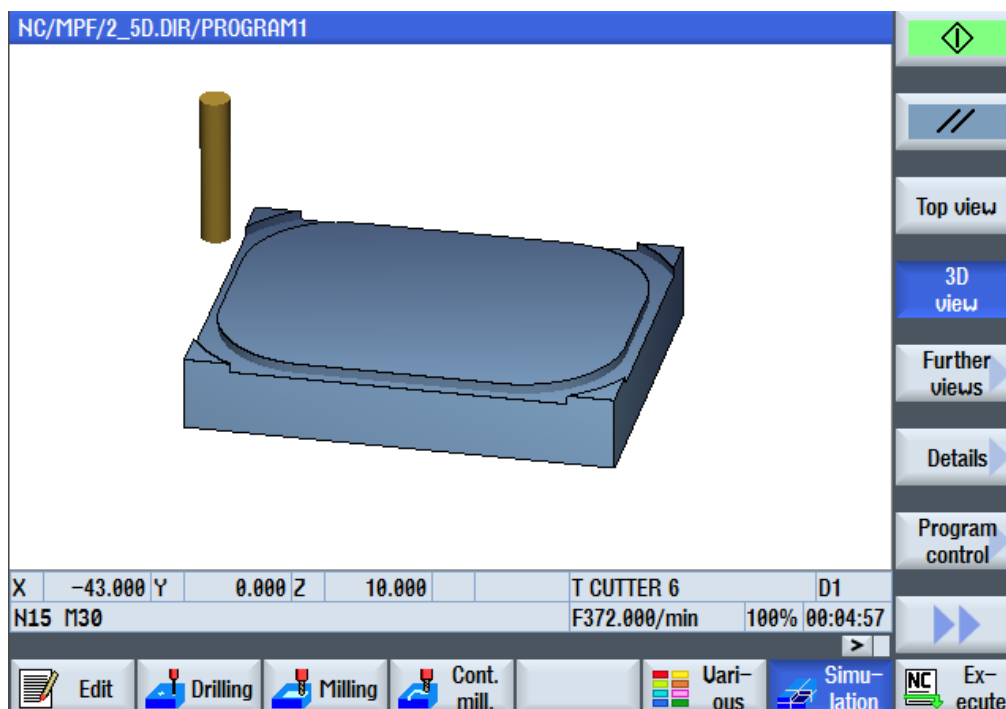 NC/MPF/2_5D.DIR/PROGRAM1
Top view
3D
view
Further
views
Details
Program
control
X -43.000 Y 0.000 Z 10.000 T CUTTER 6 D1
N15 M30 F372.000/min 100% 00:04:57
>
Edit
Drilling
Milling
Cont.
mill.
Vari-
ous
Simu-
lation
NC
Ex-
ecute